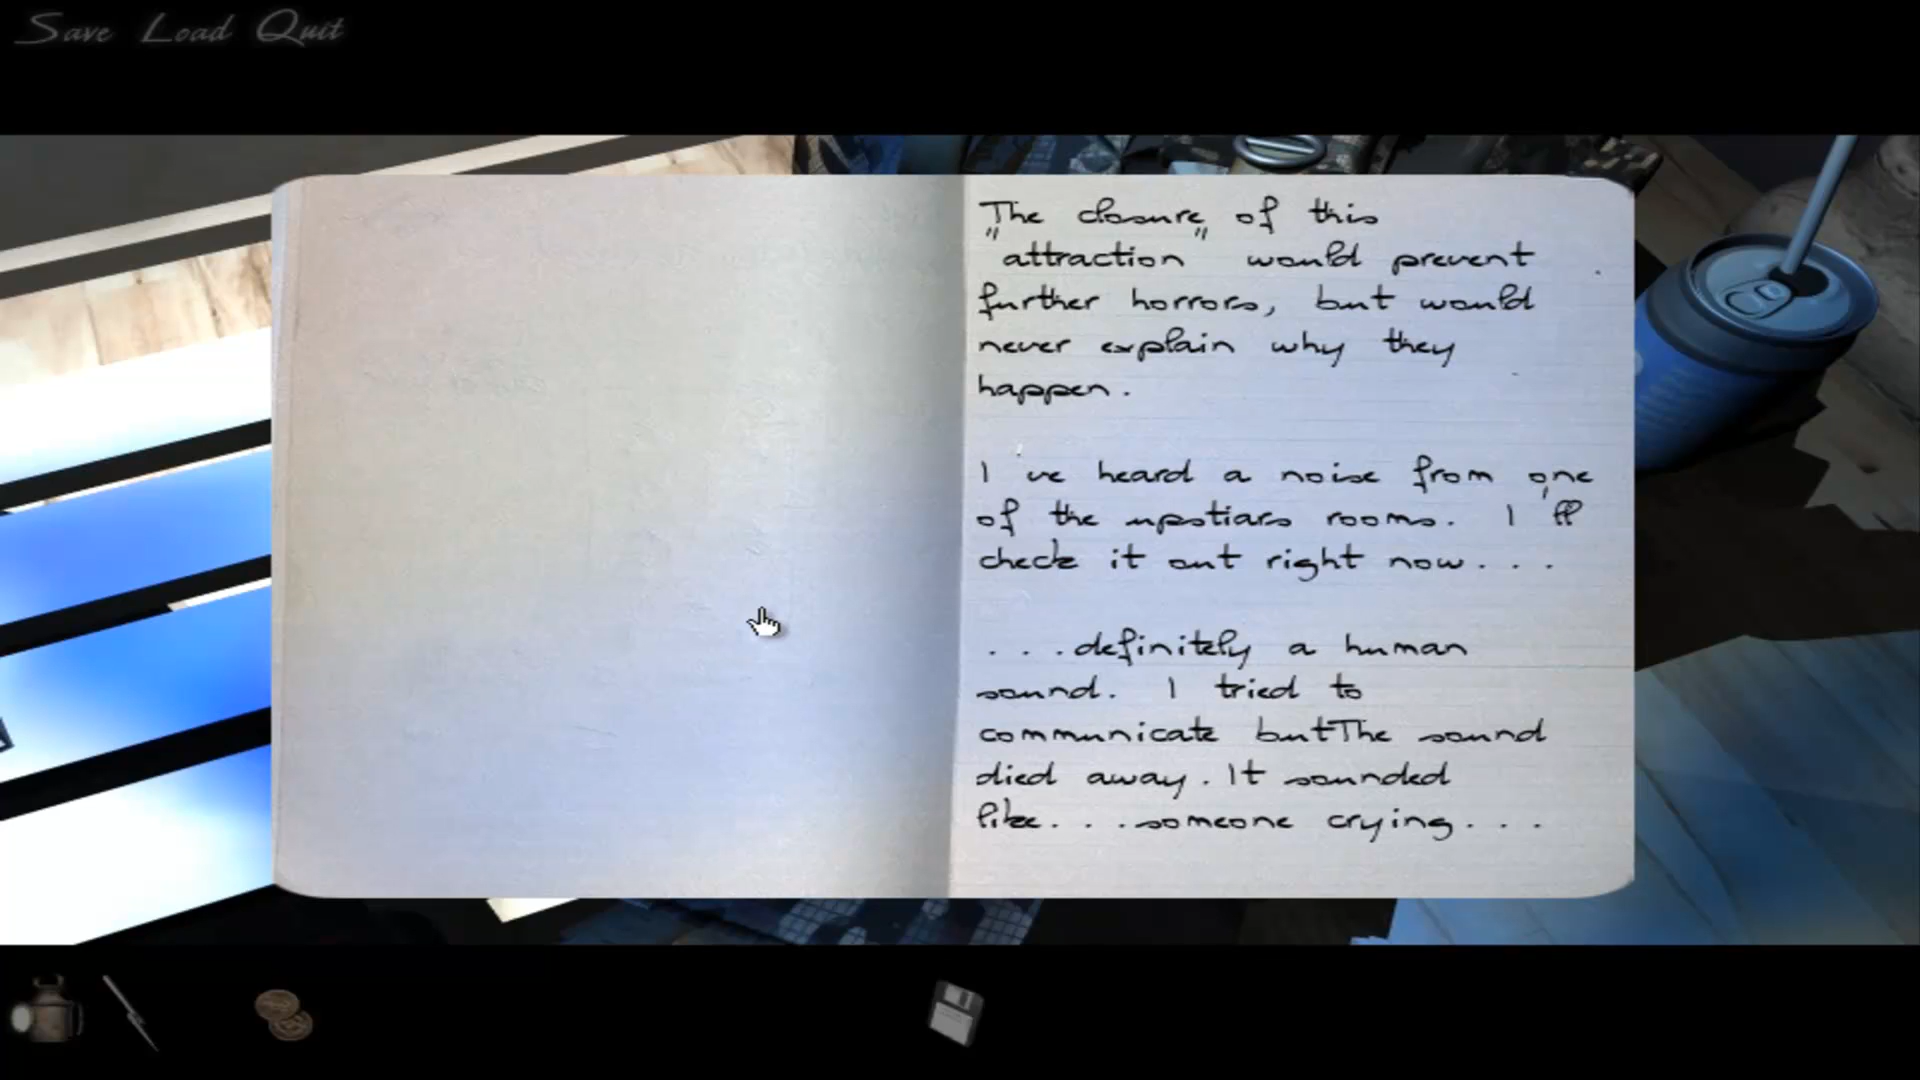 Save Load Quit
The closure of this
"attraction" would prevent
further horrors, but would
never explain why they
happen.
I've heard a noise from one
of the upstiars rooms. I'll
check it out right now...
...definitely a human
sound. I tried to
communicate butThe sound
died away. It sounded
like...someone crying...